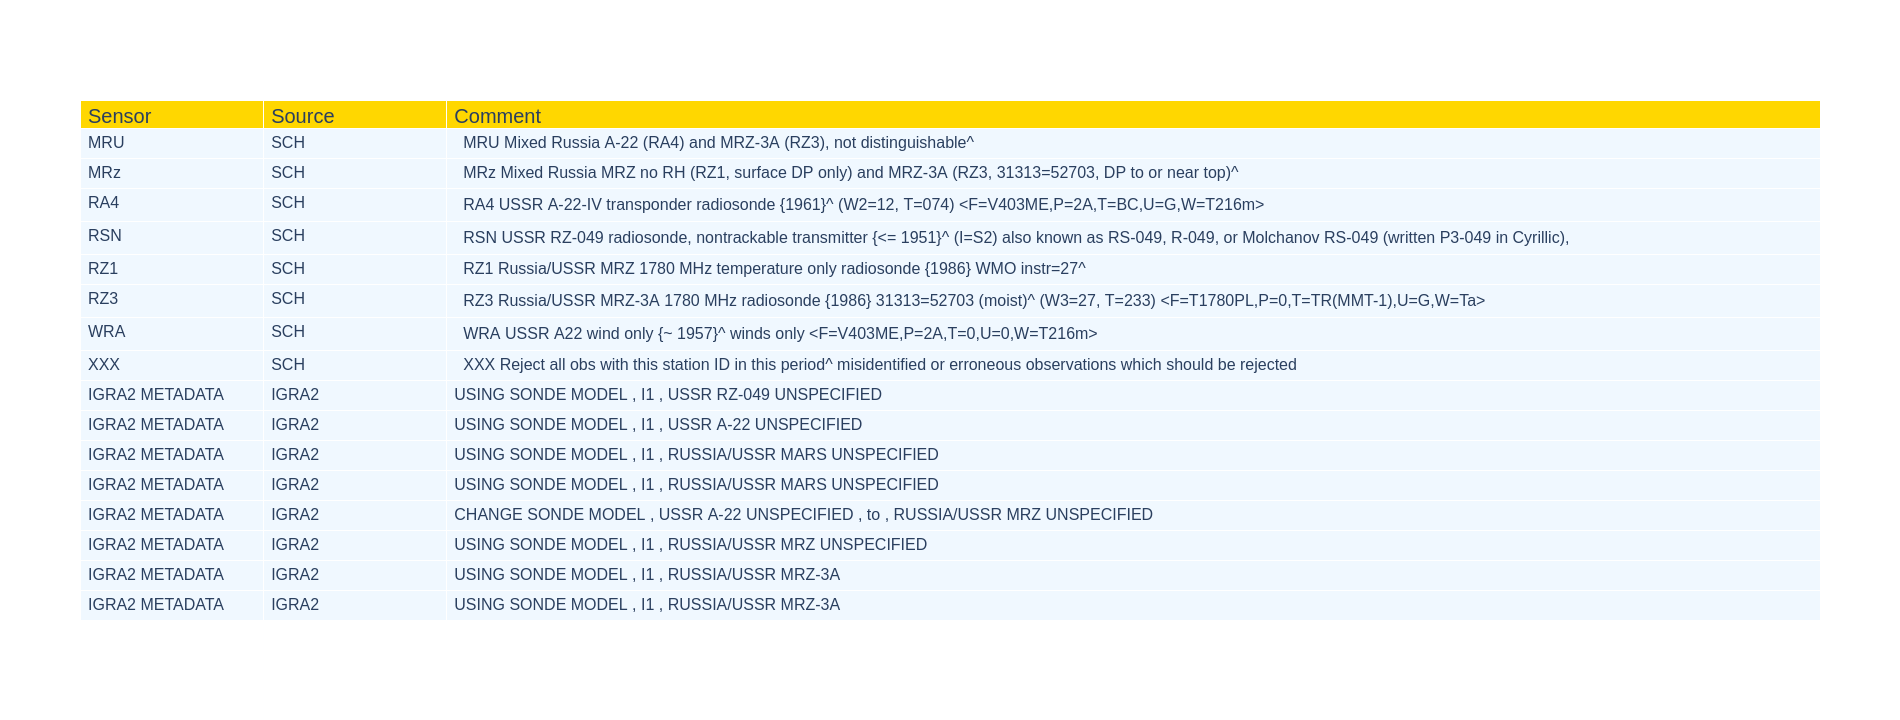 Sensor Source Comment
MRU SCH MRU Mixed Russia A-22 (RA4) and MRZ-3A (RZ3), not distinguishable^
MRz SCH MRz Mixed Russia MRZ no RH (RZ1, surface DP only) and MRZ-3A (RZ3, 31313=52703, DP to or near top)^
RA4 SCH RA4 USSR A-22-IV transponder radiosonde {1961}^ (W2=12, T=074) <F=V403ME,P=2A,T=BC,U=G,W=T216m>
RSN SCH RSN USSR RZ-049 radiosonde, nontrackable transmitter {<= 1951}^ (I=S2) also known as RS-049, R-049, or Molchanov RS-049 (written P3-049 in Cyrillic),
RZ1 SCH RZ1 Russia/USSR MRZ 1780 MHz temperature only radiosonde {1986} WMO instr=27^
RZ3 SCH RZ3 Russia/USSR MRZ-3A 1780 MHz radiosonde {1986} 31313=52703 (moist)^ (W3=27, T=233) <F=T1780PL,P=0,T=TR(MMT-1),U=G,W=Ta>
WRA SCH WRA USSR A22 wind only {~ 1957}^ winds only <F=V403ME,P=2A,T=0,U=0,W=T216m>
XXX SCH XXX Reject all obs with this station ID in this period^ misidentified or erroneous observations which should be rejected
IGRA2 METADATA IGRA2 USING SONDE MODEL , I1 , USSR RZ-049 UNSPECIFIED
IGRA2 METADATA IGRA2 USING SONDE MODEL , I1 , USSR A-22 UNSPECIFIED
IGRA2 METADATA IGRA2 USING SONDE MODEL , I1 , RUSSIA/USSR MARS UNSPECIFIED
IGRA2 METADATA IGRA2 USING SONDE MODEL , I1 , RUSSIA/USSR MARS UNSPECIFIED
IGRA2 METADATA IGRA2 CHANGE SONDE MODEL , USSR A-22 UNSPECIFIED , to , RUSSIA/USSR MRZ UNSPECIFIED
IGRA2 METADATA IGRA2 USING SONDE MODEL , I1 , RUSSIA/USSR MRZ UNSPECIFIED
IGRA2 METADATA IGRA2 USING SONDE MODEL , I1 , RUSSIA/USSR MRZ-3A
IGRA2 METADATA IGRA2 USING SONDE MODEL , I1 , RUSSIA/USSR MRZ-3A